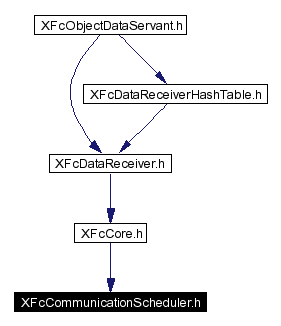 XFcObjectDataServant.h
XFcDataReceiverHashTable.h
XFcDataReceiver.h
XFcCore.h
XFcCommunicationScheduler.h